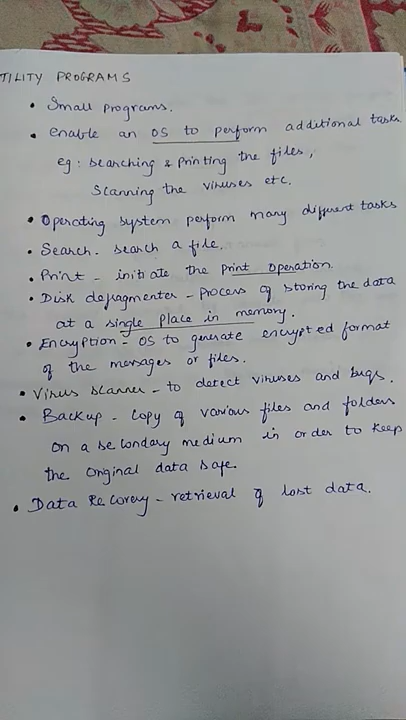 TILITY PROGRAMS
• Small programs.
• enable an OS to perform additional tasks
eg: searching & Printing the files,
Scanning the viruses etc.
• Operating system perform many different tasks
• Search - search a file.
• Print - initiate the print operation.
• Disk defragmenter - Process of storing the data
at a single place in memory.
• Encryption - OS to generate encrypted format
of the messages or files.
• Virus scanner - to detect viruses and bugs.
• Backup - Copy of various files and folders
on a secondary medium in order to keep
the original data safe.
• Data Recovery - retrieval of lost data.